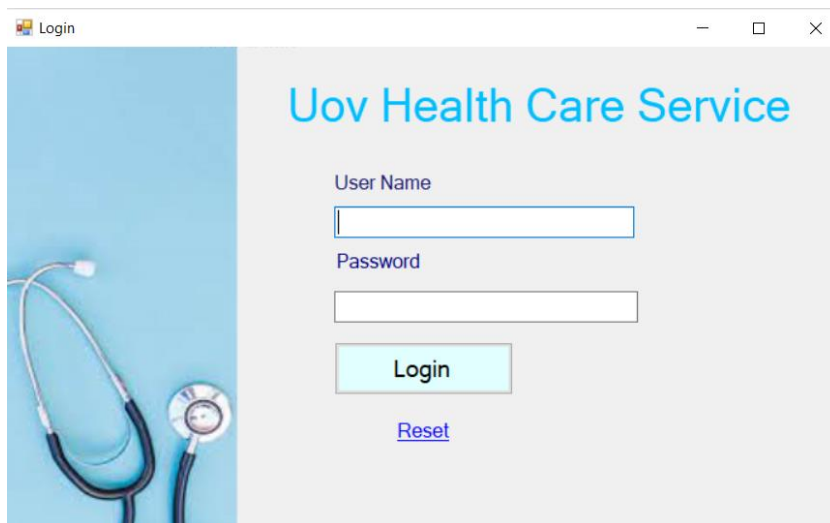 Login
Uov Health Care Service
User Name
Password
Login
Reset